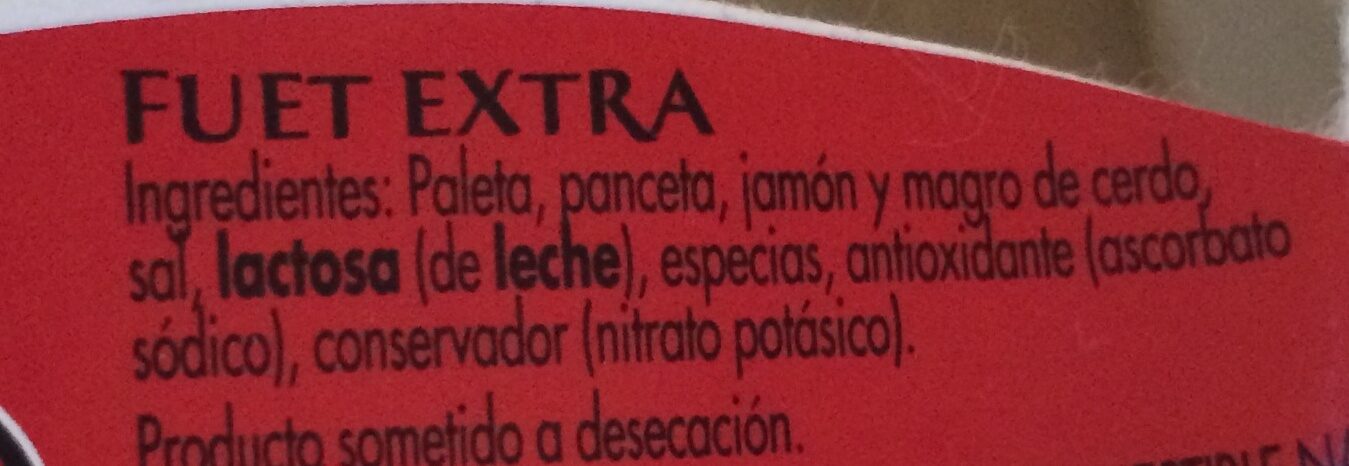 FUET EXTRA
Ingredientes: Paleta, panceta, jamón y magro de cerdo,
sal, lactosa (de leche), especias, antioxidante (ascorbato
sódico), conservador (nitrato potásico).
Producto sometido a desecación.